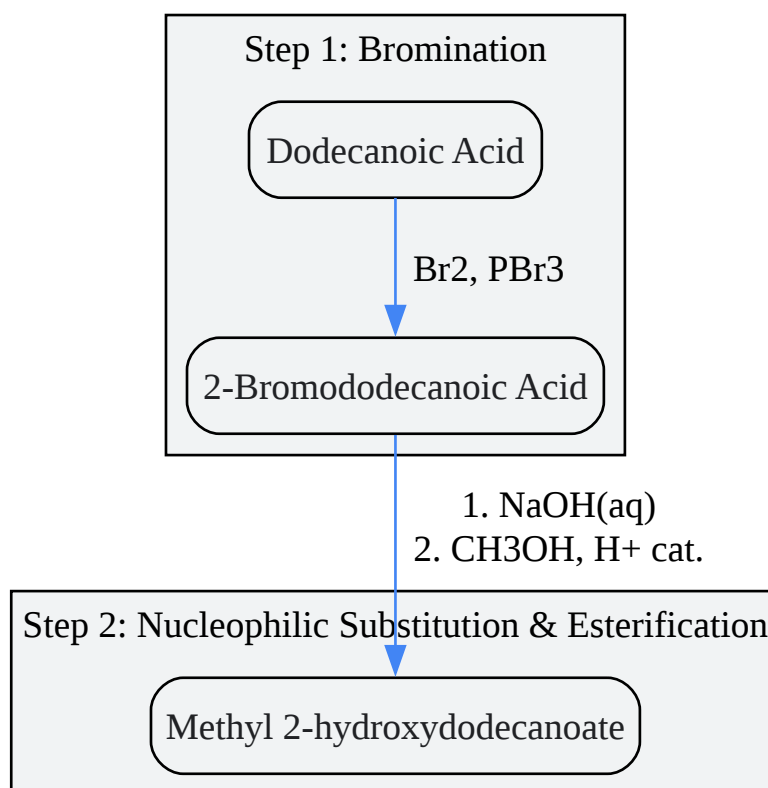 Step 1: Bromination
Dodecanoic Acid
Br2, PBr3
2-Bromododecanoic Acid
1. NaOH(aq)
2. CH3OH, H+ cat.
Step 2: Nucleophilic Substitution & Esterification
Methyl 2-hydroxydodecanoate